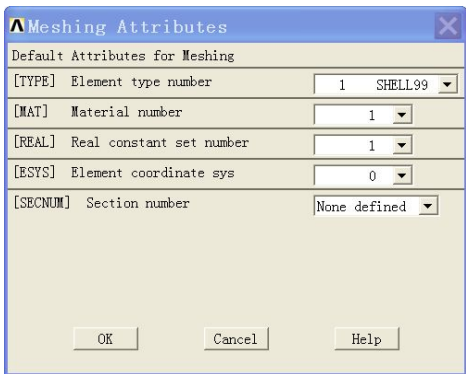 Meshing Attributes
Default Attributes for Meshing
[TYPE] Element type number 1 SHELL99
[MAT] Material number 1
[REAL] Real constant set number 1
[ESYS] Element coordinate sys 0
[SECNUM] Section number None defined
OK Cancel Help